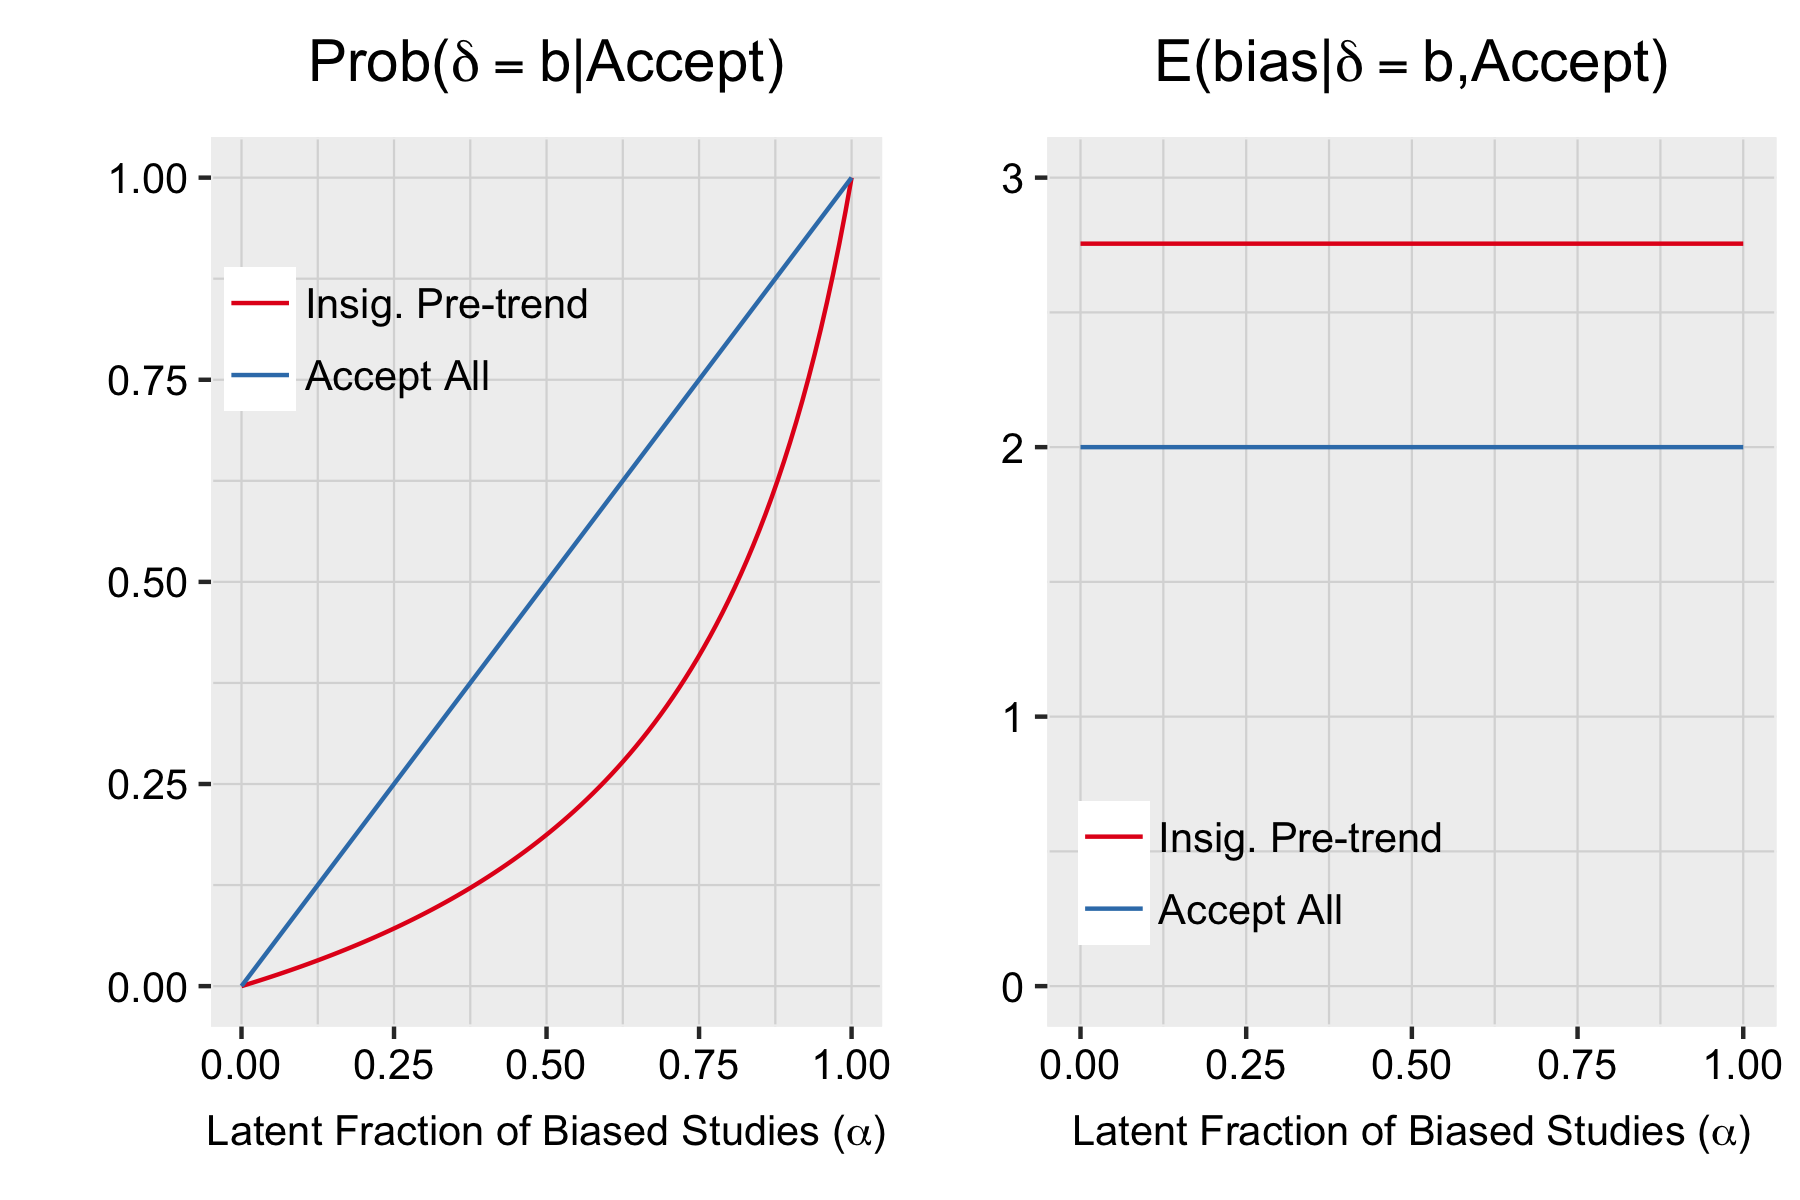 Prob(δ = b|Accept)
1.00
0.75
0.50
0.25
0.00
Insig. Pre-trend
Accept All
0.00 0.25 0.50 0.75 1.00
Latent Fraction of Biased Studies (α)
E(bias|δ = b,Accept)
3
2
1
0
Insig. Pre-trend
Accept All
0.00 0.25 0.50 0.75 1.00
Latent Fraction of Biased Studies (α)